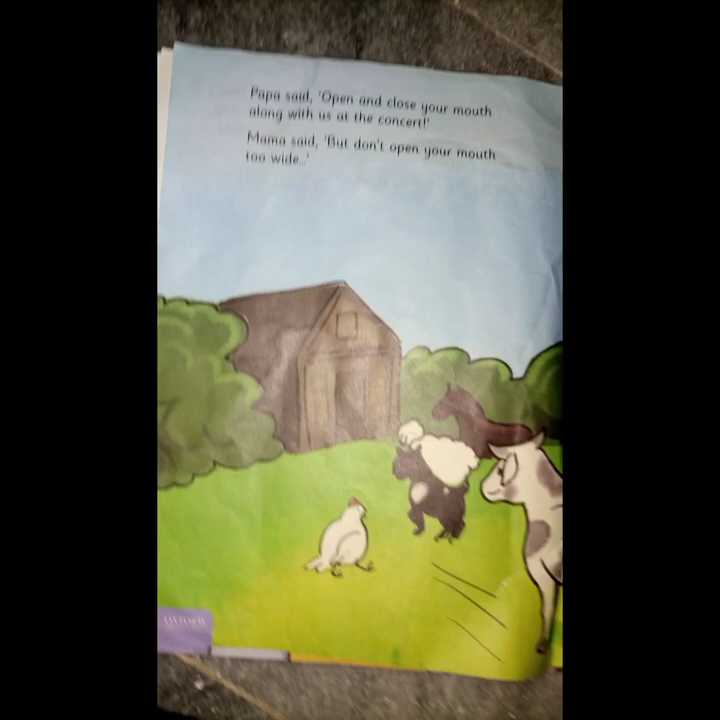 Papa said, 'Open and close your mouth
along with us at the concert!'
Mama said, 'But don't open your mouth
too wide...'
OXFORD